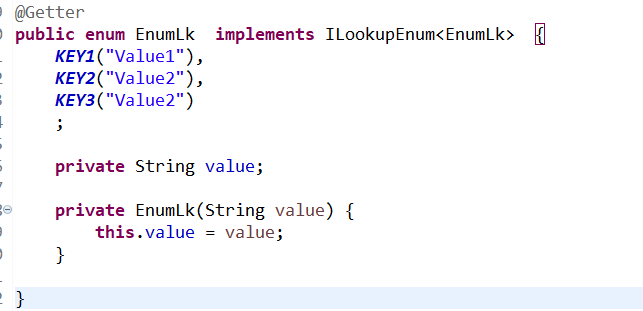 @Getter
public enum EnumLk  implements ILookupEnum<EnumLk>  {
    KEY1("Value1"),
    KEY2("Value2"),
    KEY3("Value2")
    ;
    private String value;
    private EnumLk(String value) {
        this.value = value;
    }
}